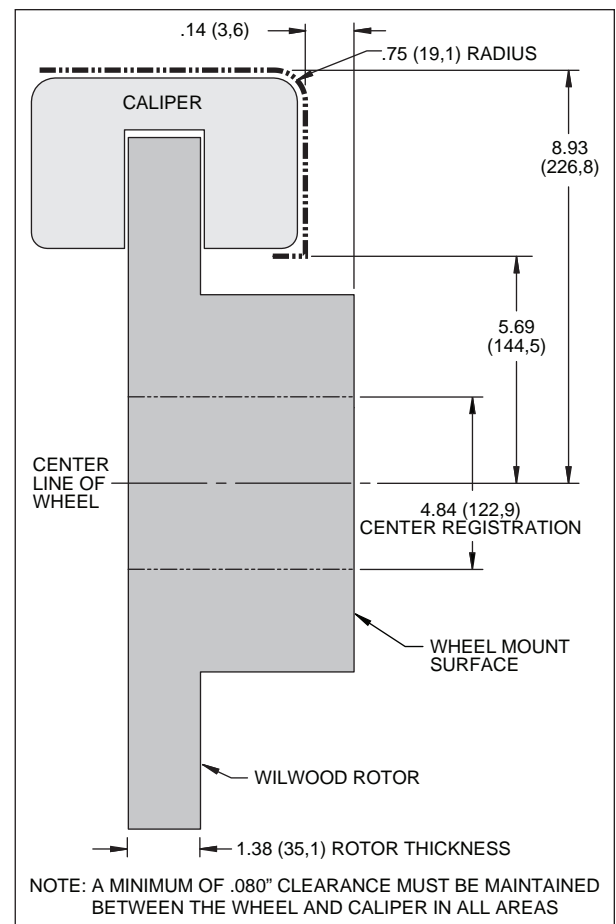 .14 (3,6)
.75 (19,1) RADIUS
CALIPER
8.93
(226,8)
5.69
(144,5)
CENTER
LINE OF
WHEEL
4.84 (122,9)
CENTER REGISTRATION
WHEEL MOUNT
SURFACE
WILWOOD ROTOR
1.38 (35,1) ROTOR THICKNESS
NOTE: A MINIMUM OF .080” CLEARANCE MUST BE MAINTAINED
BETWEEN THE WHEEL AND CALIPER IN ALL AREAS